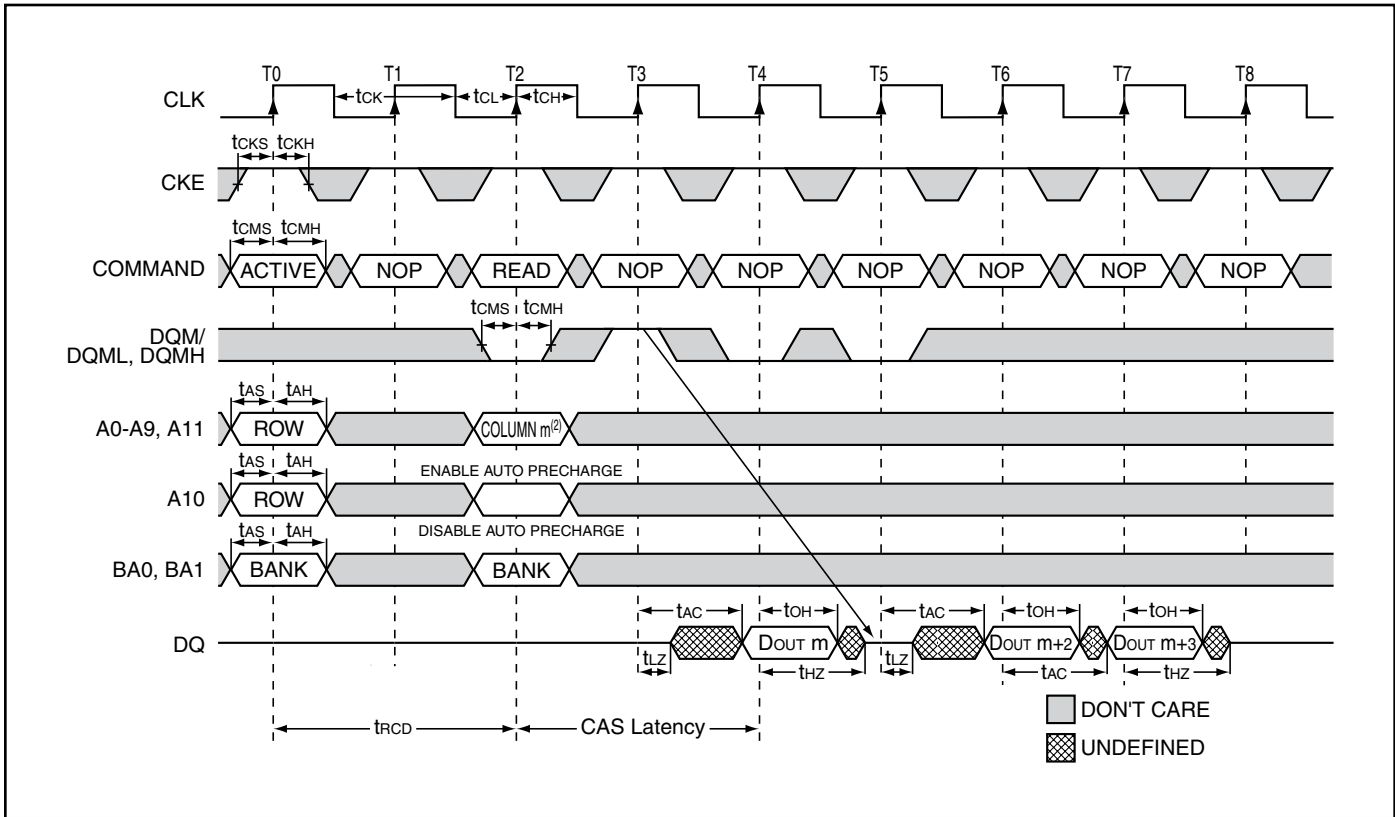 T0 T1 T2 T3 T4 T5 T6 T7 T8
CLK tCK tCL tCH
tCKS tCKH
CKE
tCMS tCMH
COMMAND ACTIVE NOP READ NOP NOP NOP NOP NOP NOP
tCMS tCMH
DQM/
DQML, DQMH
tAS tAH
A0-A9, A11 ROW COLUMN m(2)
tAS tAH ENABLE AUTO PRECHARGE
A10 ROW
tAS tAH DISABLE AUTO PRECHARGE
BA0, BA1 BANK BANK
tAC tOH tAC tOH tOH
DQ DOUT m DOUT m+2 DOUT m+3
tLZ tHZ tLZ tAC tHZ
tRCD CAS Latency
DON'T CARE
UNDEFINED